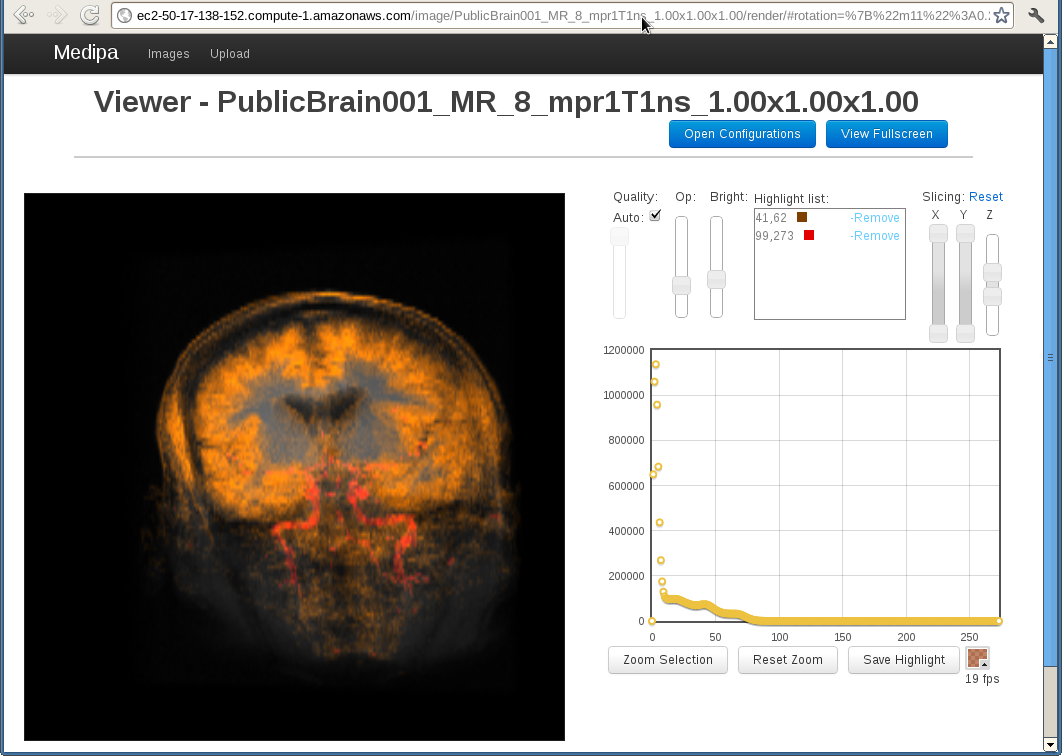 ec2-50-17-138-152.compute-1.amazonaws.com/image/PublicBrain001_MR_8_mpr1T1ns_1.00x1.00x1.00/render/#rotation=%7B%22m11%22%3A0.
Medipa Images Upload
Viewer - PublicBrain001_MR_8_mpr1T1ns_1.00x1.00x1.00
Open Configurations View Fullscreen
Quality: Op: Bright: Highlight list: Slicing: Reset
Auto: 41,62 -Remove X Y Z
99,273 -Remove
1200000
1000000
800000
600000
400000
200000
0
0 50 100 150 200 250
Zoom Selection Reset Zoom Save Highlight
19 fps